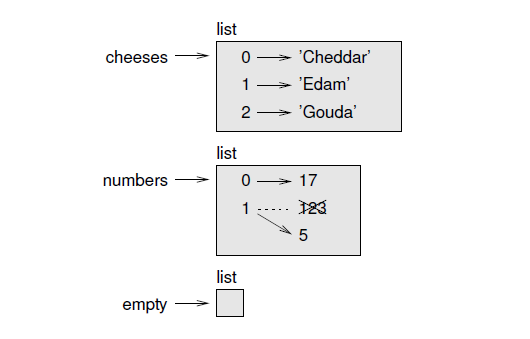 list
cheeses 0 'Cheddar'
1 'Edam'
2 'Gouda'
list
numbers 0 17
1 123
5
list
empty